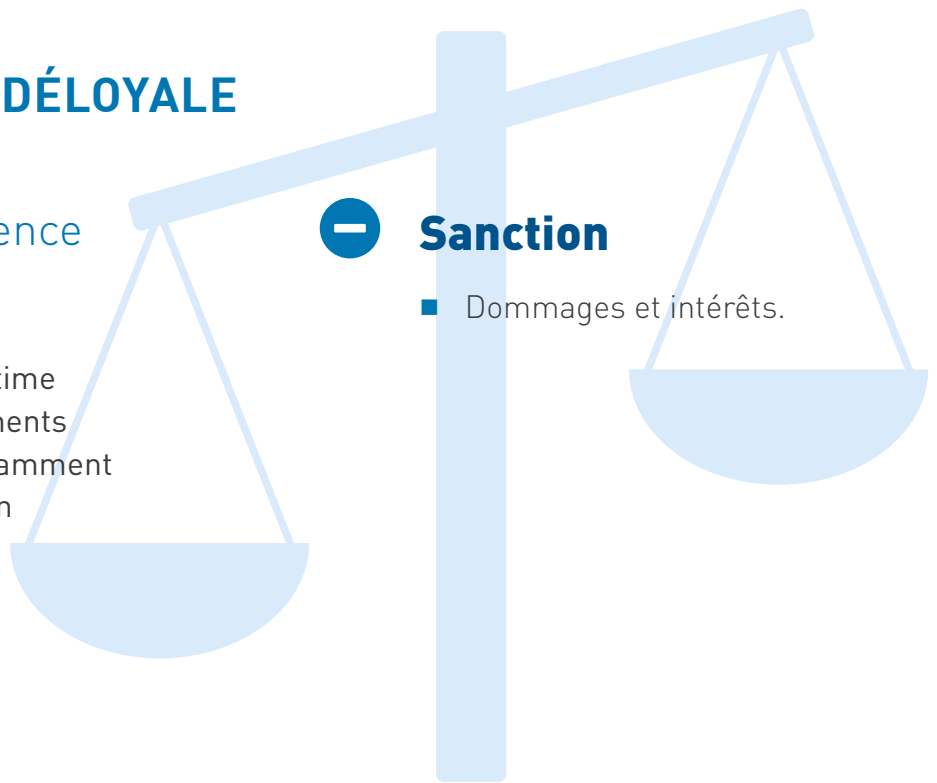 DÉLOYALE
ence
time
nents
amment
n
Sanction
Dommages et intérêts.